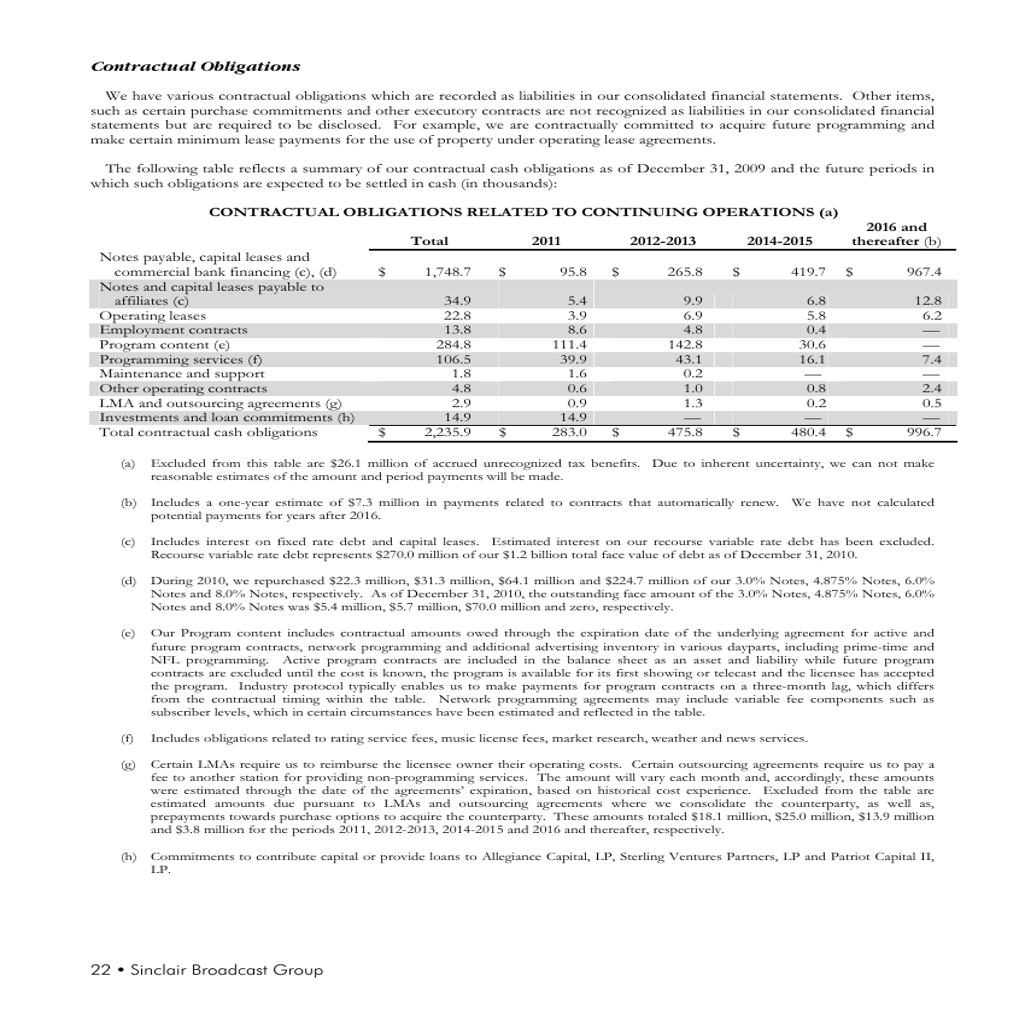 Contractual Obligations
We have various contractual obligations which are recorded as liabilities in our consolidated financial statements. Other items,
such as certain purchase commitments and other executory contracts are not recognized as liabilities in our consolidated financial
statements but are required to be disclosed. For example, we are contractually committed to acquire future programming and
make certain minimum lease payments for the use of property under operating lease agreements.
The following table reflects a summary of our contractual cash obligations as of December 31, 2009 and the future periods in
which such obligations are expected to be settled in cash (in thousands):
CONTRACTUAL OBLIGATIONS RELATED TO CONTINUING OPERATIONS (a)
2016 and
Total 2011 2012-2013 2014-2015 thereafter (b)
Notes payable, capital leases and
commercial bank financing (c), (d) $ 1,748.7 $ 95.8 $ 265.8 $ 419.7 $ 967.4
Notes and capital leases payable to
affiliates (c) 34.9 5.4 9.9 6.8 12.8
Operating leases 22.8 3.9 6.9 5.8 6.2
Employment contracts 13.8 8.6 4.8 0.4 —
Program content (e) 284.8 111.4 142.8 30.6 —
Programming services (f) 106.5 39.9 43.1 16.1 7.4
Maintenance and support 1.8 1.6 0.2 — —
Other operating contracts 4.8 0.6 1.0 0.8 2.4
LMA and outsourcing agreements (g) 2.9 0.9 1.3 0.2 0.5
Investments and loan commitments (h) 14.9 14.9 — — —
Total contractual cash obligations $ 2,235.9 $ 283.0 $ 475.8 $ 480.4 $ 996.7
(a) Excluded from this table are $26.1 million of accrued unrecognized tax benefits. Due to inherent uncertainty, we can not make
reasonable estimates of the amount and period payments will be made.
(b) Includes a one-year estimate of $7.3 million in payments related to contracts that automatically renew. We have not calculated
potential payments for years after 2016.
(c) Includes interest on fixed rate debt and capital leases. Estimated interest on our recourse variable rate debt has been excluded.
Recourse variable rate debt represents $270.0 million of our $1.2 billion total face value of debt as of December 31, 2010.
(d) During 2010, we repurchased $22.3 million, $31.3 million, $64.1 million and $224.7 million of our 3.0% Notes, 4.875% Notes, 6.0%
Notes and 8.0% Notes, respectively. As of December 31, 2010, the outstanding face amount of the 3.0% Notes, 4.875% Notes, 6.0%
Notes and 8.0% Notes was $5.4 million, $5.7 million, $70.0 million and zero, respectively.
(e) Our Program content includes contractual amounts owed through the expiration date of the underlying agreement for active and
future program contracts, network programming and additional advertising inventory in various dayparts, including prime-time and
NFL programming. Active program contracts are included in the balance sheet as an asset and liability while future program
contracts are excluded until the cost is known, the program is available for its first showing or telecast and the licensee has accepted
the program. Industry protocol typically enables us to make payments for program contracts on a three-month lag, which differs
from the contractual timing within the table. Network programming agreements may include variable fee components such as
subscriber levels, which in certain circumstances have been estimated and reflected in the table.
(f) Includes obligations related to rating service fees, music license fees, market research, weather and news services.
(g) Certain LMAs require us to reimburse the licensee owner their operating costs. Certain outsourcing agreements require us to pay a
fee to another station for providing non-programming services. The amount will vary each month and, accordingly, these amounts
were estimated through the date of the agreements' expiration, based on historical cost experience. Excluded from the table are
estimated amounts due pursuant to LMAs and outsourcing agreements where we consolidate the counterparty, as well as,
prepayments towards purchase options to acquire the counterparty. These amounts totaled $18.1 million, $25.0 million, $13.9 million
and $3.8 million for the periods 2011, 2012-2013, 2014-2015 and 2016 and thereafter, respectively.
(h) Commitments to contribute capital or provide loans to Allegiance Capital, LP, Sterling Ventures Partners, LP and Patriot Capital II,
LP.
22 • Sinclair Broadcast Group